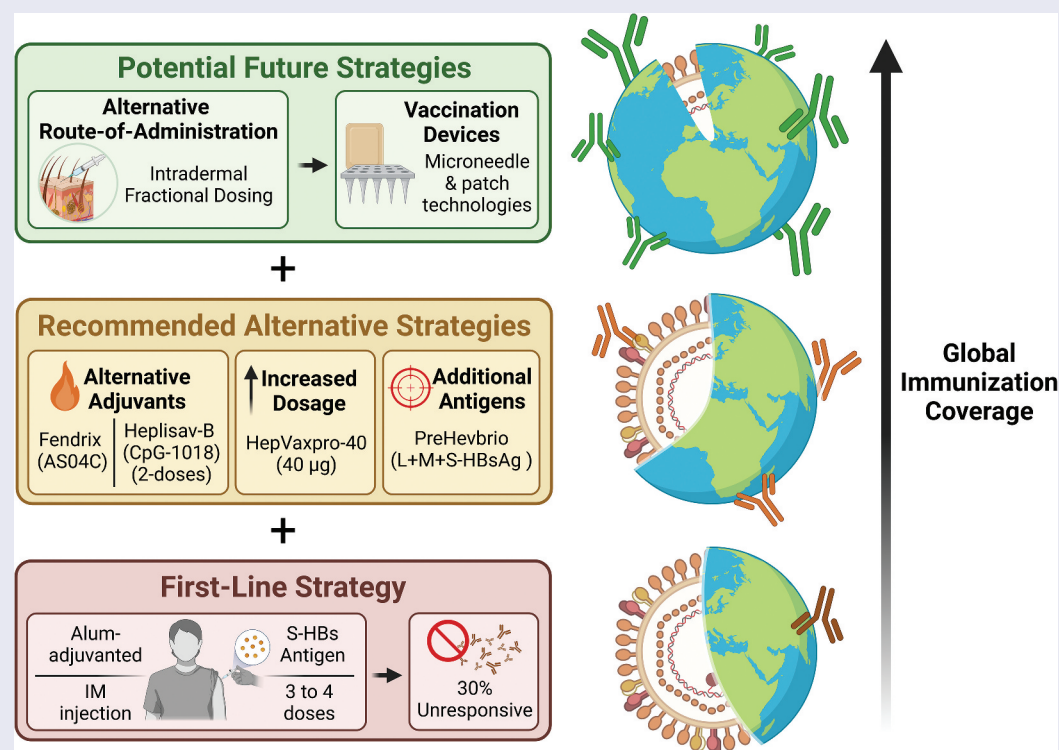 Potential Future Strategies
Alternative
Route-of-Administration
Intradermal
Fractional Dosing
Vaccination
Devices
Microneedle
& patch
technologies
+
Recommended Alternative Strategies
Alternative
Adjuvants
Fendrix
(AS04C)
Heplisav-B
(CpG-1018)
(2-doses)
Increased
Dosage
HepVaxpro-40
(40 µg)
Additional
Antigens
PreHevbrio
(L+M+S-HBsAg )
+
First-Line Strategy
Alum-
adjuvanted
IM
injection
S-HBs
Antigen
3 to 4
doses
30%
Unresponsive
Global
Immunization
Coverage